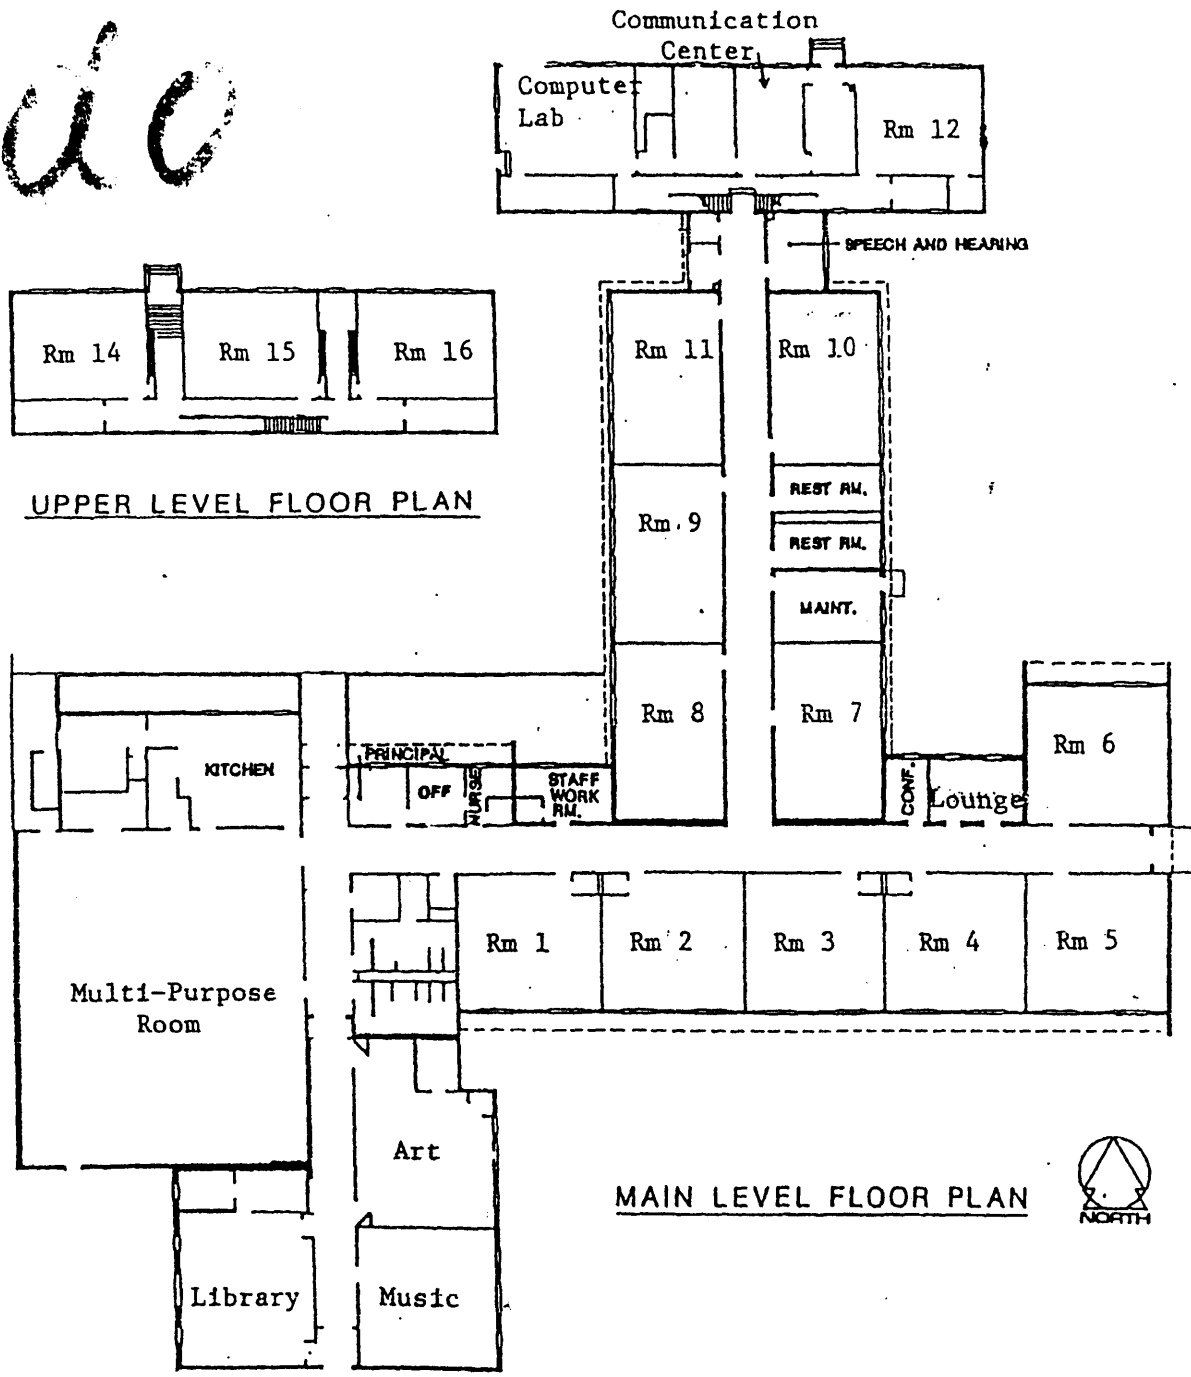 do
Communication
Center
Computer
Lab
Rm 12
SPEECH AND HEARING
Rm 14
Rm 15
Rm 16
UPPER LEVEL FLOOR PLAN
Rm 11
Rm 10
REST RM.
Rm 9
REST RM.
MAINT.
Rm 8
Rm 7
Rm 6
KITCHEN
PRINCIPAL
OFF
NURSE
STAFF
WORK
RM.
CONF.
Lounge
Rm 1
Rm 2
Rm 3
Rm 4
Rm 5
Multi-Purpose
Room
Art
MAIN LEVEL FLOOR PLAN
NORTH
Library
Music